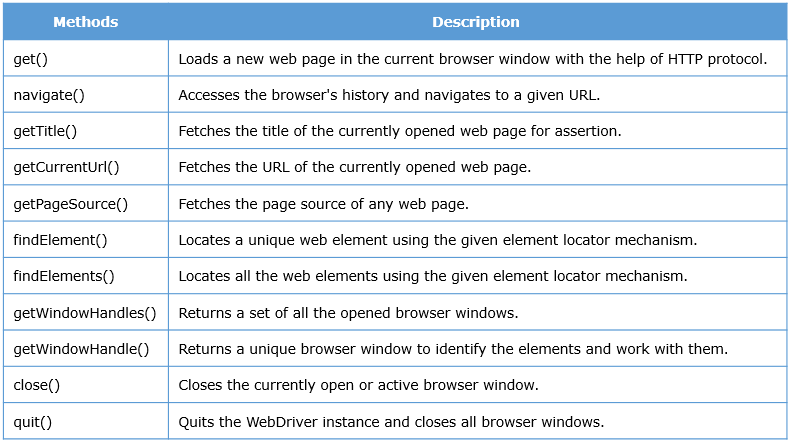 Methods Description
get() Loads a new web page in the current browser window with the help of HTTP protocol.
navigate() Accesses the browser's history and navigates to a given URL.
getTitle() Fetches the title of the currently opened web page for assertion.
getCurrentUrl() Fetches the URL of the currently opened web page.
getPageSource() Fetches the page source of any web page.
findElement() Locates a unique web element using the given element locator mechanism.
findElements() Locates all the web elements using the given element locator mechanism.
getWindowHandles() Returns a set of all the opened browser windows.
getWindowHandle() Returns a unique browser window to identify the elements and work with them.
close() Closes the currently open or active browser window.
quit() Quits the WebDriver instance and closes all browser windows.